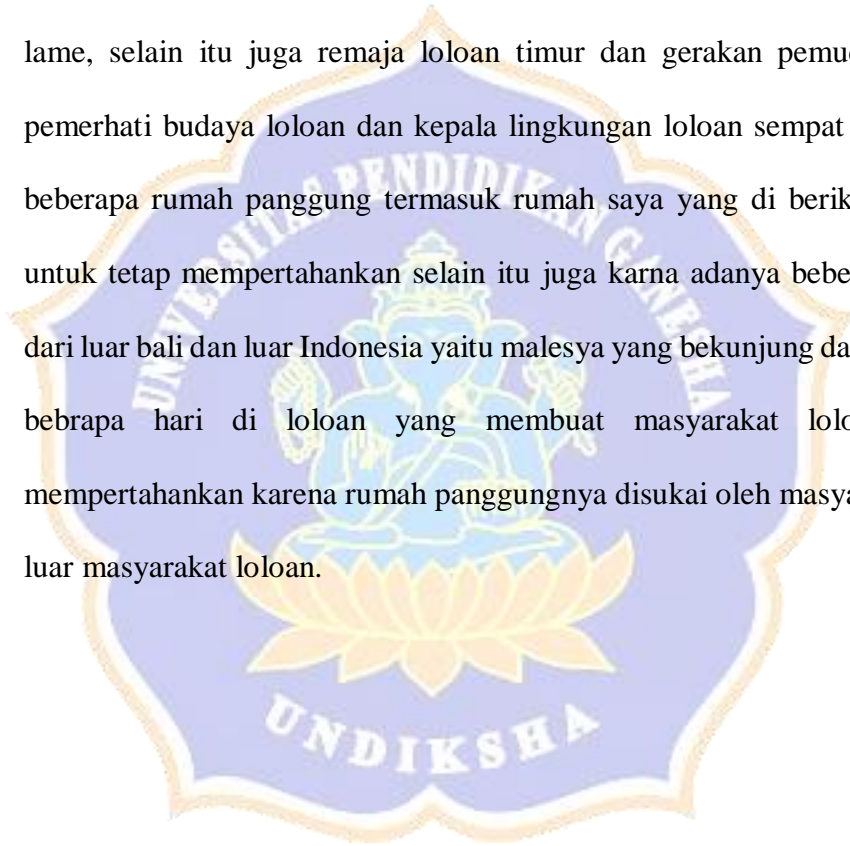 lame, selain itu juga remaja loloan timur dan gerakan pemu
pemerhati budaya loloan dan kepala lingkungan loloan sempat
beberapa rumah panggung termasuk rumah saya yang di berik
untuk tetap mempertahankan selain itu juga karna adanya bebe
dari luar bali dan luar Indonesia yaitu malesya yang bekunjung da
bebrapa hari di loloan yang membuat masyarakat lolo
mempertahankan karena rumah panggungnya disukai oleh masya
luar masyarakat loloan.
UNIVERSITAS PENDIDIKAN GANESHA
UNDIKSHA